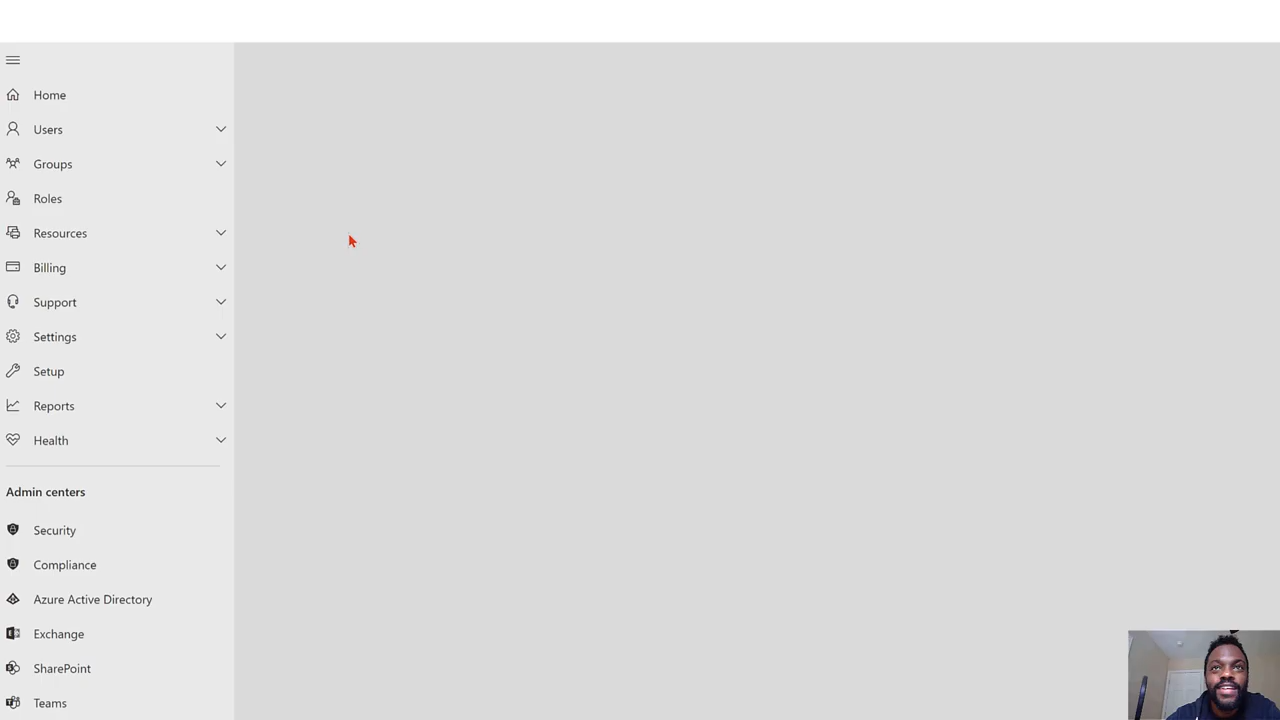 Home
Users
Groups
Roles
Resources
Billing
Support
Settings
Setup
Reports
Health
Admin centers
Security
Compliance
Azure Active Directory
Exchange
SharePoint
Teams